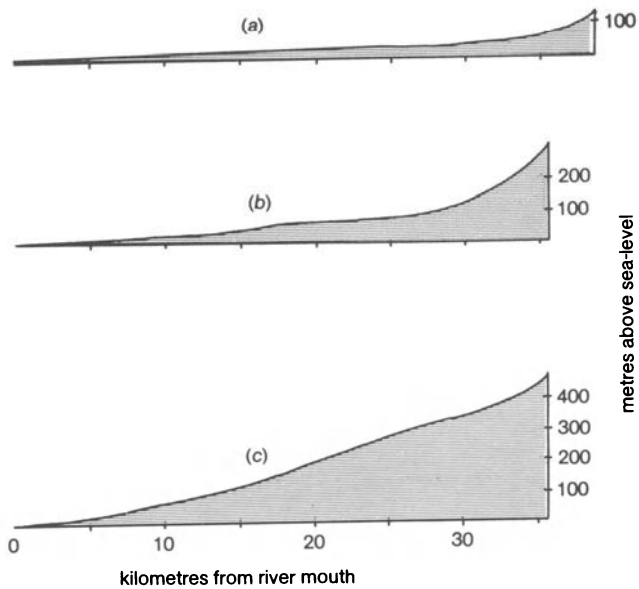 (a)
100
(b)
200
100
metres above sea-level
(c)
400
300
200
100
0 10 20 30
kilometres from river mouth